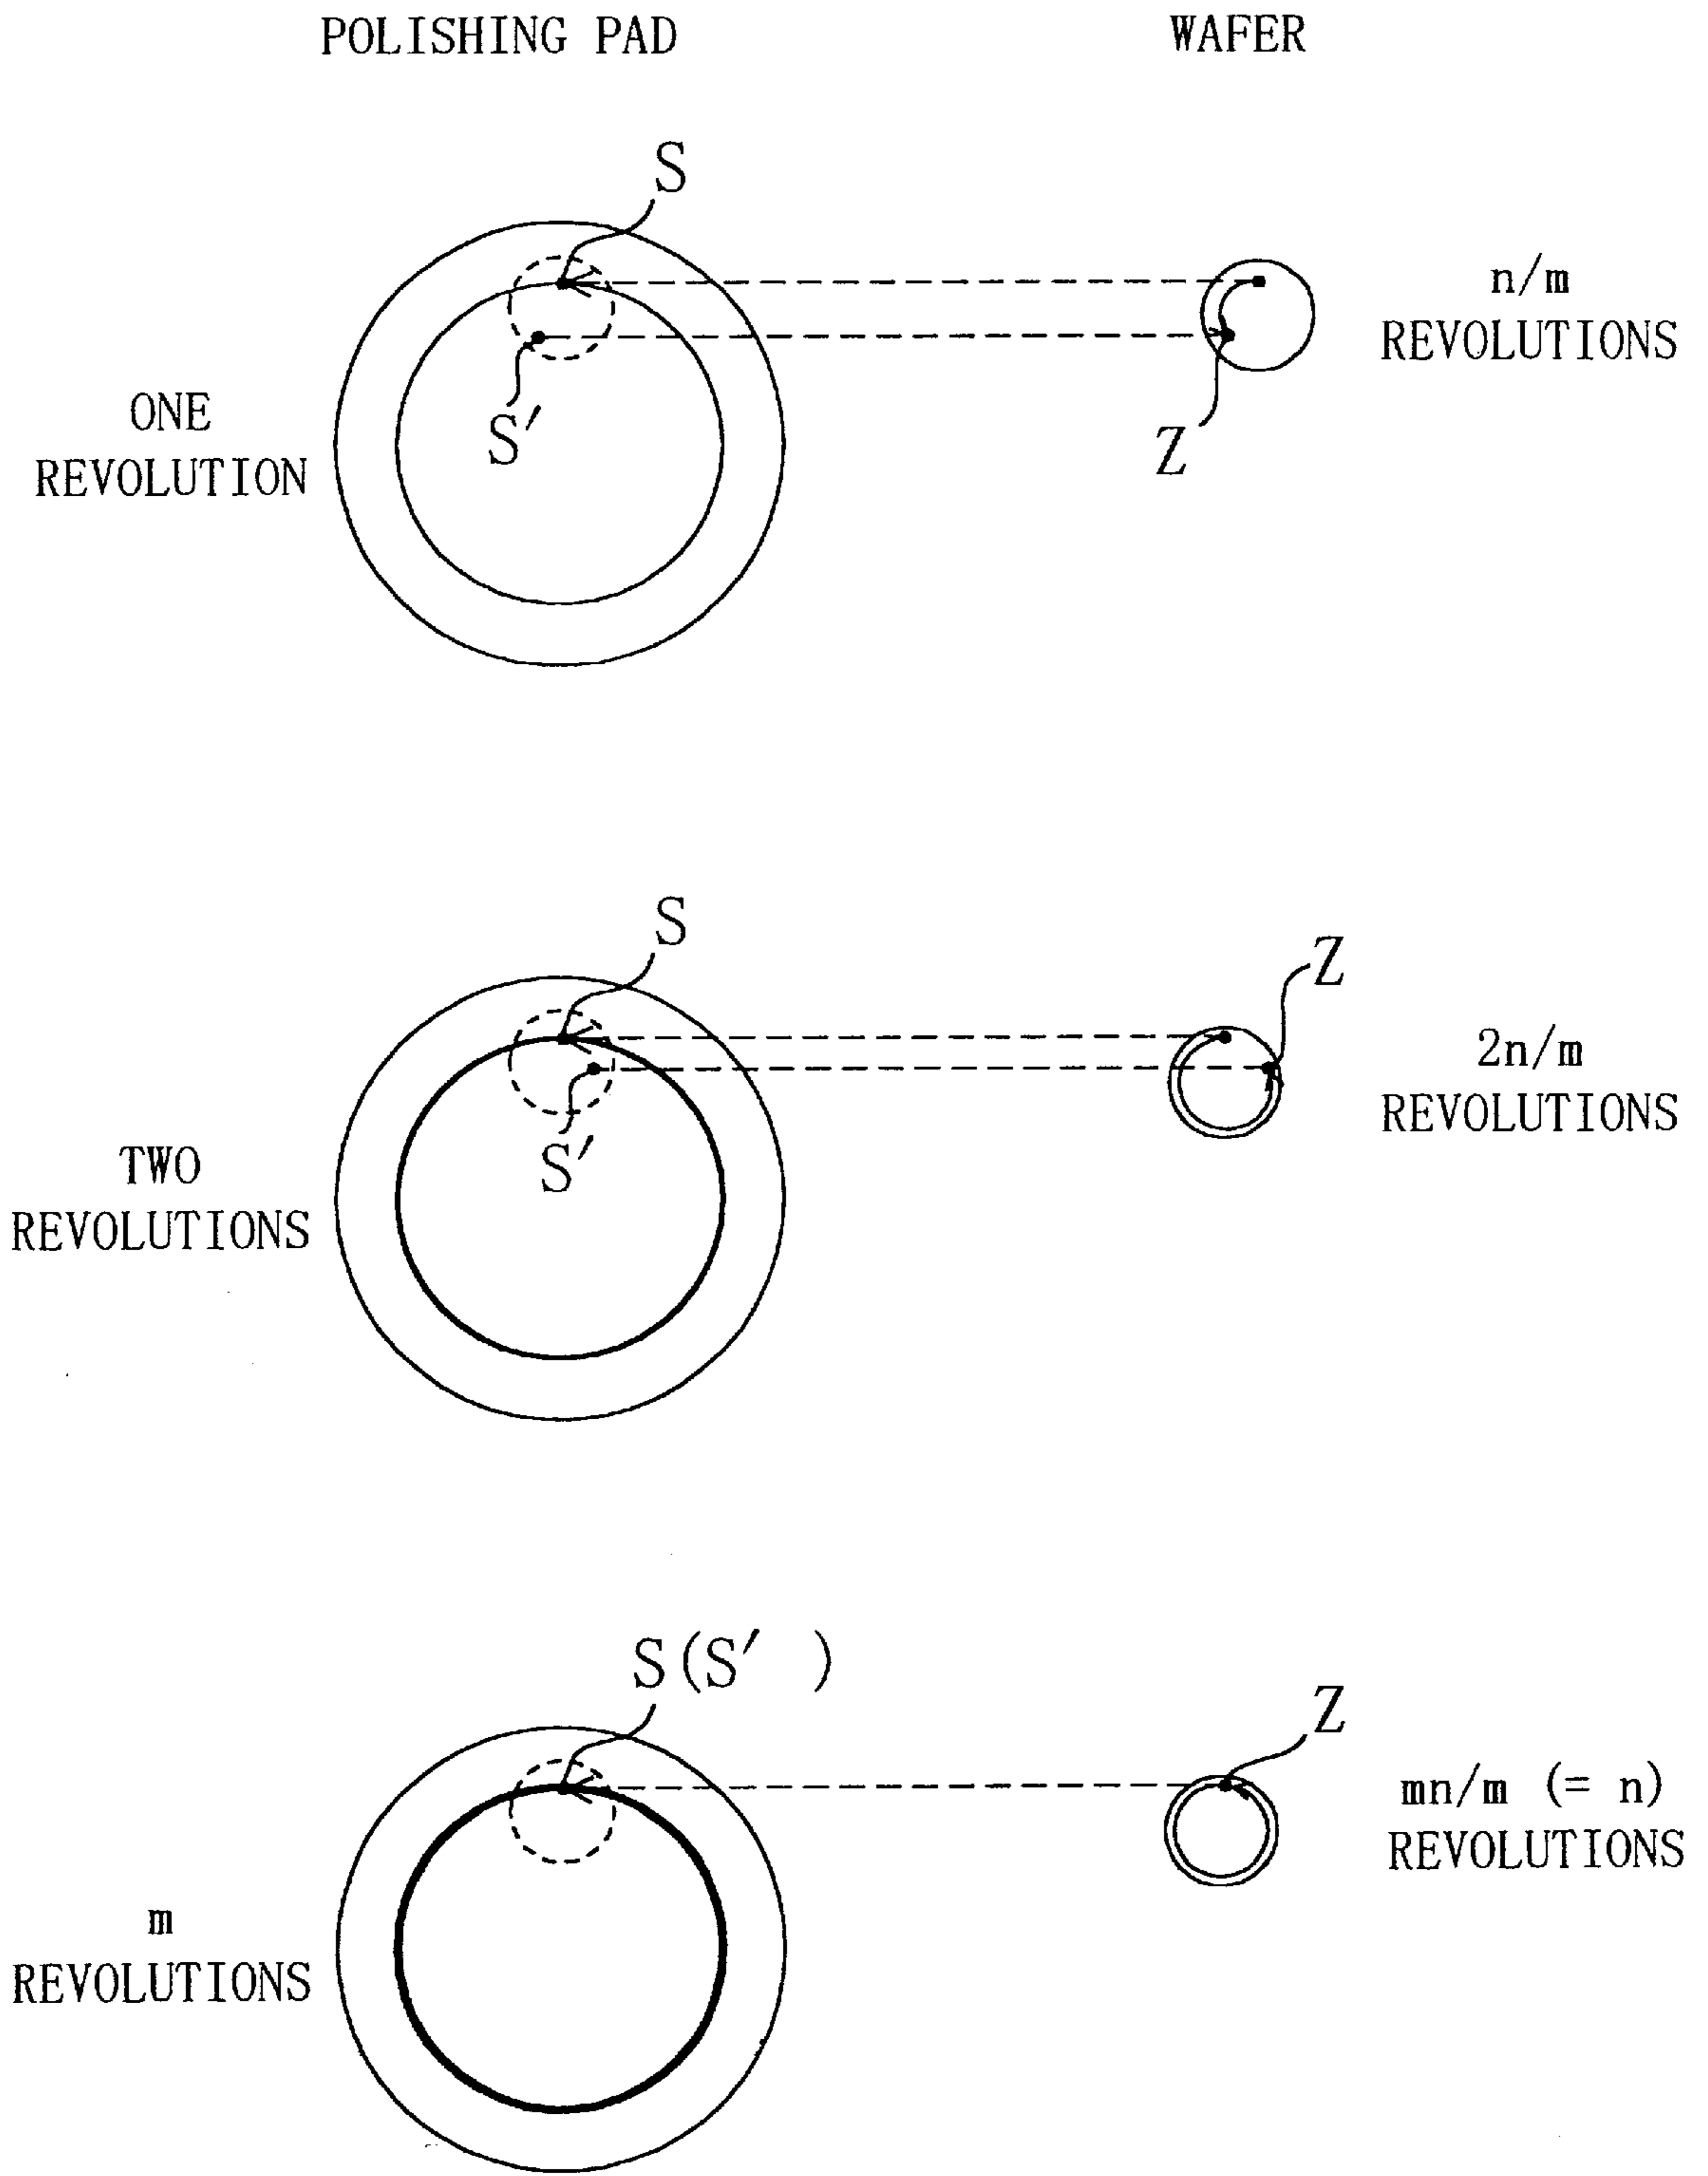 POLISHING PAD
WAFER
S
n/m
REVOLUTIONS
ONE
REVOLUTION
S′
Z
S
Z
2n/m
REVOLUTIONS
S′
TWO
REVOLUTIONS
S(S′ )
Z
mn/m (= n)
REVOLUTIONS
m
REVOLUTIONS